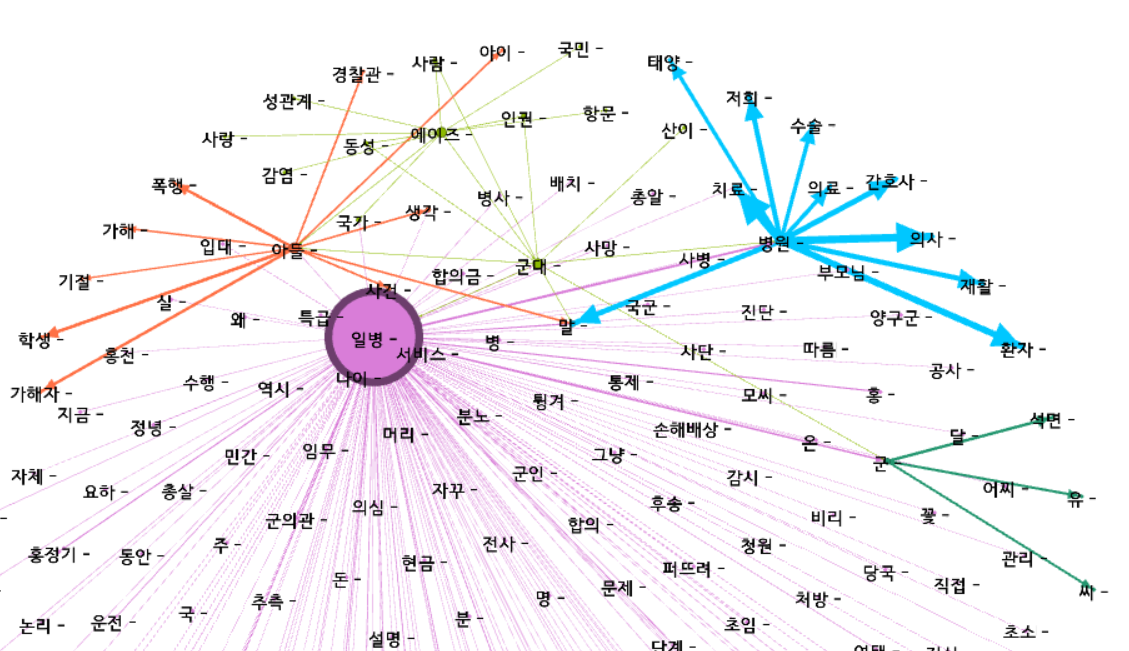 아이 -
국민 -
사람 -
태양 -
경찰관 -
저희 -
성관계 -
항문 -
인권 -
수술 -
산이 -
에이즈 -
사랑 -
동성 -
감염 -
간호사 -
배치 -
폭행 -
의료 -
치료 -
총알 -
병사 -
생각 -
국가 -
가해 -
의사 -
병원 -
입대 -
사망 -
아들 -
사병 -
군대 -
부모님 -
합의금 -
기절 -
재활 -
사건 -
실 -
국군 -
진단 -
특급 -
양구군 -
왜 -
말 -
학생 -
일병 -
병 -
따름 -
환자 -
사단 -
홍천 -
서비스 -
공사 -
나이 -
수행 -
통제 -
역시 -
가해자 -
모씨 -
홍 -
튕겨 -
지금 -
분노 -
석면 -
정녕 -
손해배상 -
머리 -
달 -
온 -
임무 -
그냥 -
민간 -
군 -
군인 -
자체 -
감시 -
어찌 -
자꾸 -
요하 -
총살 -
유 -
후송 -
의심 -
비리 -
꽃 -
군의관 -
합의 -
주 -
전사 -
청원 -
홍정기 -
동안 -
관리 -
현금 -
퍼뜨려 -
당국 -
돈 -
직접 -
문제 -
씨 -
명 -
처방 -
추측 -
국 -
분 -
운전 -
논리 -
초임 -
초소 -
설명 -
단계 -